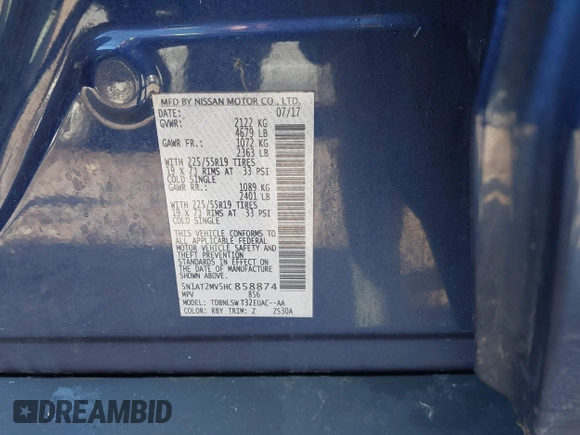 MFD BY NISSAN MOTOR CO., LTD.
DATE: 07/17
GVWR: 2122 KG
4679 LB
GAWR FR.: 1072 KG
2363 LB
WITH 225/55R19 TIRES
19 X 7J RIMS AT 33 PSI
COLD SINGLE
GAWR RR.: 1089 KG
2401 LB
WITH 225/55R19 TIRES
19 X 7J RIMS AT 33 PSI
COLD SINGLE
THIS VEHICLE CONFORMS TO
ALL APPLICABLE FEDERAL
MOTOR VEHICLE SAFETY AND
THEFT PREVENTION
STANDARDS IN EFFECT ON
THE DATE OF MANUFACTURE
SHOWN ABOVE.
5N1AT2MV5HC858874
MPV 856
MODEL: TDBNLSW T32EUAC--AA
COLOR: RBY TRIM: Z ZS30A
DREAMBID